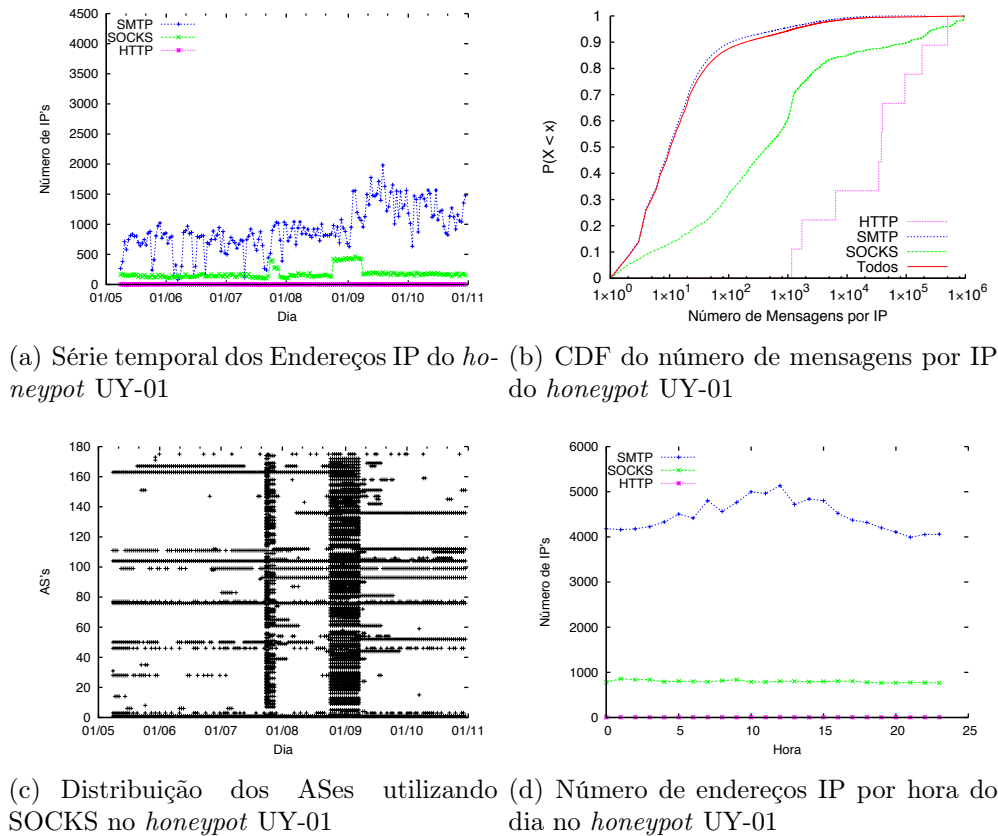 4500
4000
3500
3000
2500
2000
1500
1000
500
0
01/05 01/06 01/07 01/08 01/09 01/10 01/11
Número de IP's
Dia
SMTP
SOCKS
HTTP
1
0.9
0.8
0.7
0.6
0.5
0.4
0.3
0.2
0.1
0
1×10^0 1×10^1 1×10^2 1×10^3 1×10^4 1×10^5 1×10^6
P(X < x)
Número de Mensagens por IP
HTTP
SMTP
SOCKS
Todos
(a) Série temporal dos Endereços IP do ho-
neypot UY-01
(b) CDF do número de mensagens por IP
do honeypot UY-01
180
160
140
120
100
80
60
40
20
0
01/05 01/06 01/07 01/08 01/09 01/10 01/11
AS's
Dia
6000
5000
4000
3000
2000
1000
0
0 5 10 15 20 25
Número de IP's
Hora
SMTP
SOCKS
HTTP
(c) Distribuição dos ASes utilizando
SOCKS no honeypot UY-01
(d) Número de endereços IP por hora do
dia no honeypot UY-01